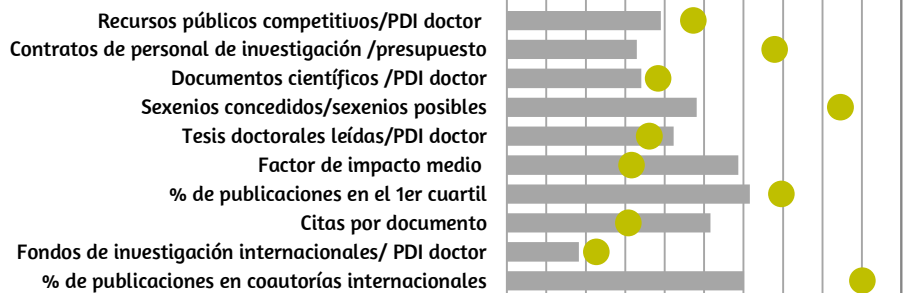 Recursos públicos competitivos/PDI doctor
Contratos de personal de investigación /presupuesto
Documentos científicos /PDI doctor
Sexenios concedidos/sexenios posibles
Tesis doctorales leídas/PDI doctor
Factor de impacto medio
% de publicaciones en el 1er cuartil
Citas por documento
Fondos de investigación internacionales/ PDI doctor
% de publicaciones en coautorías internacionales